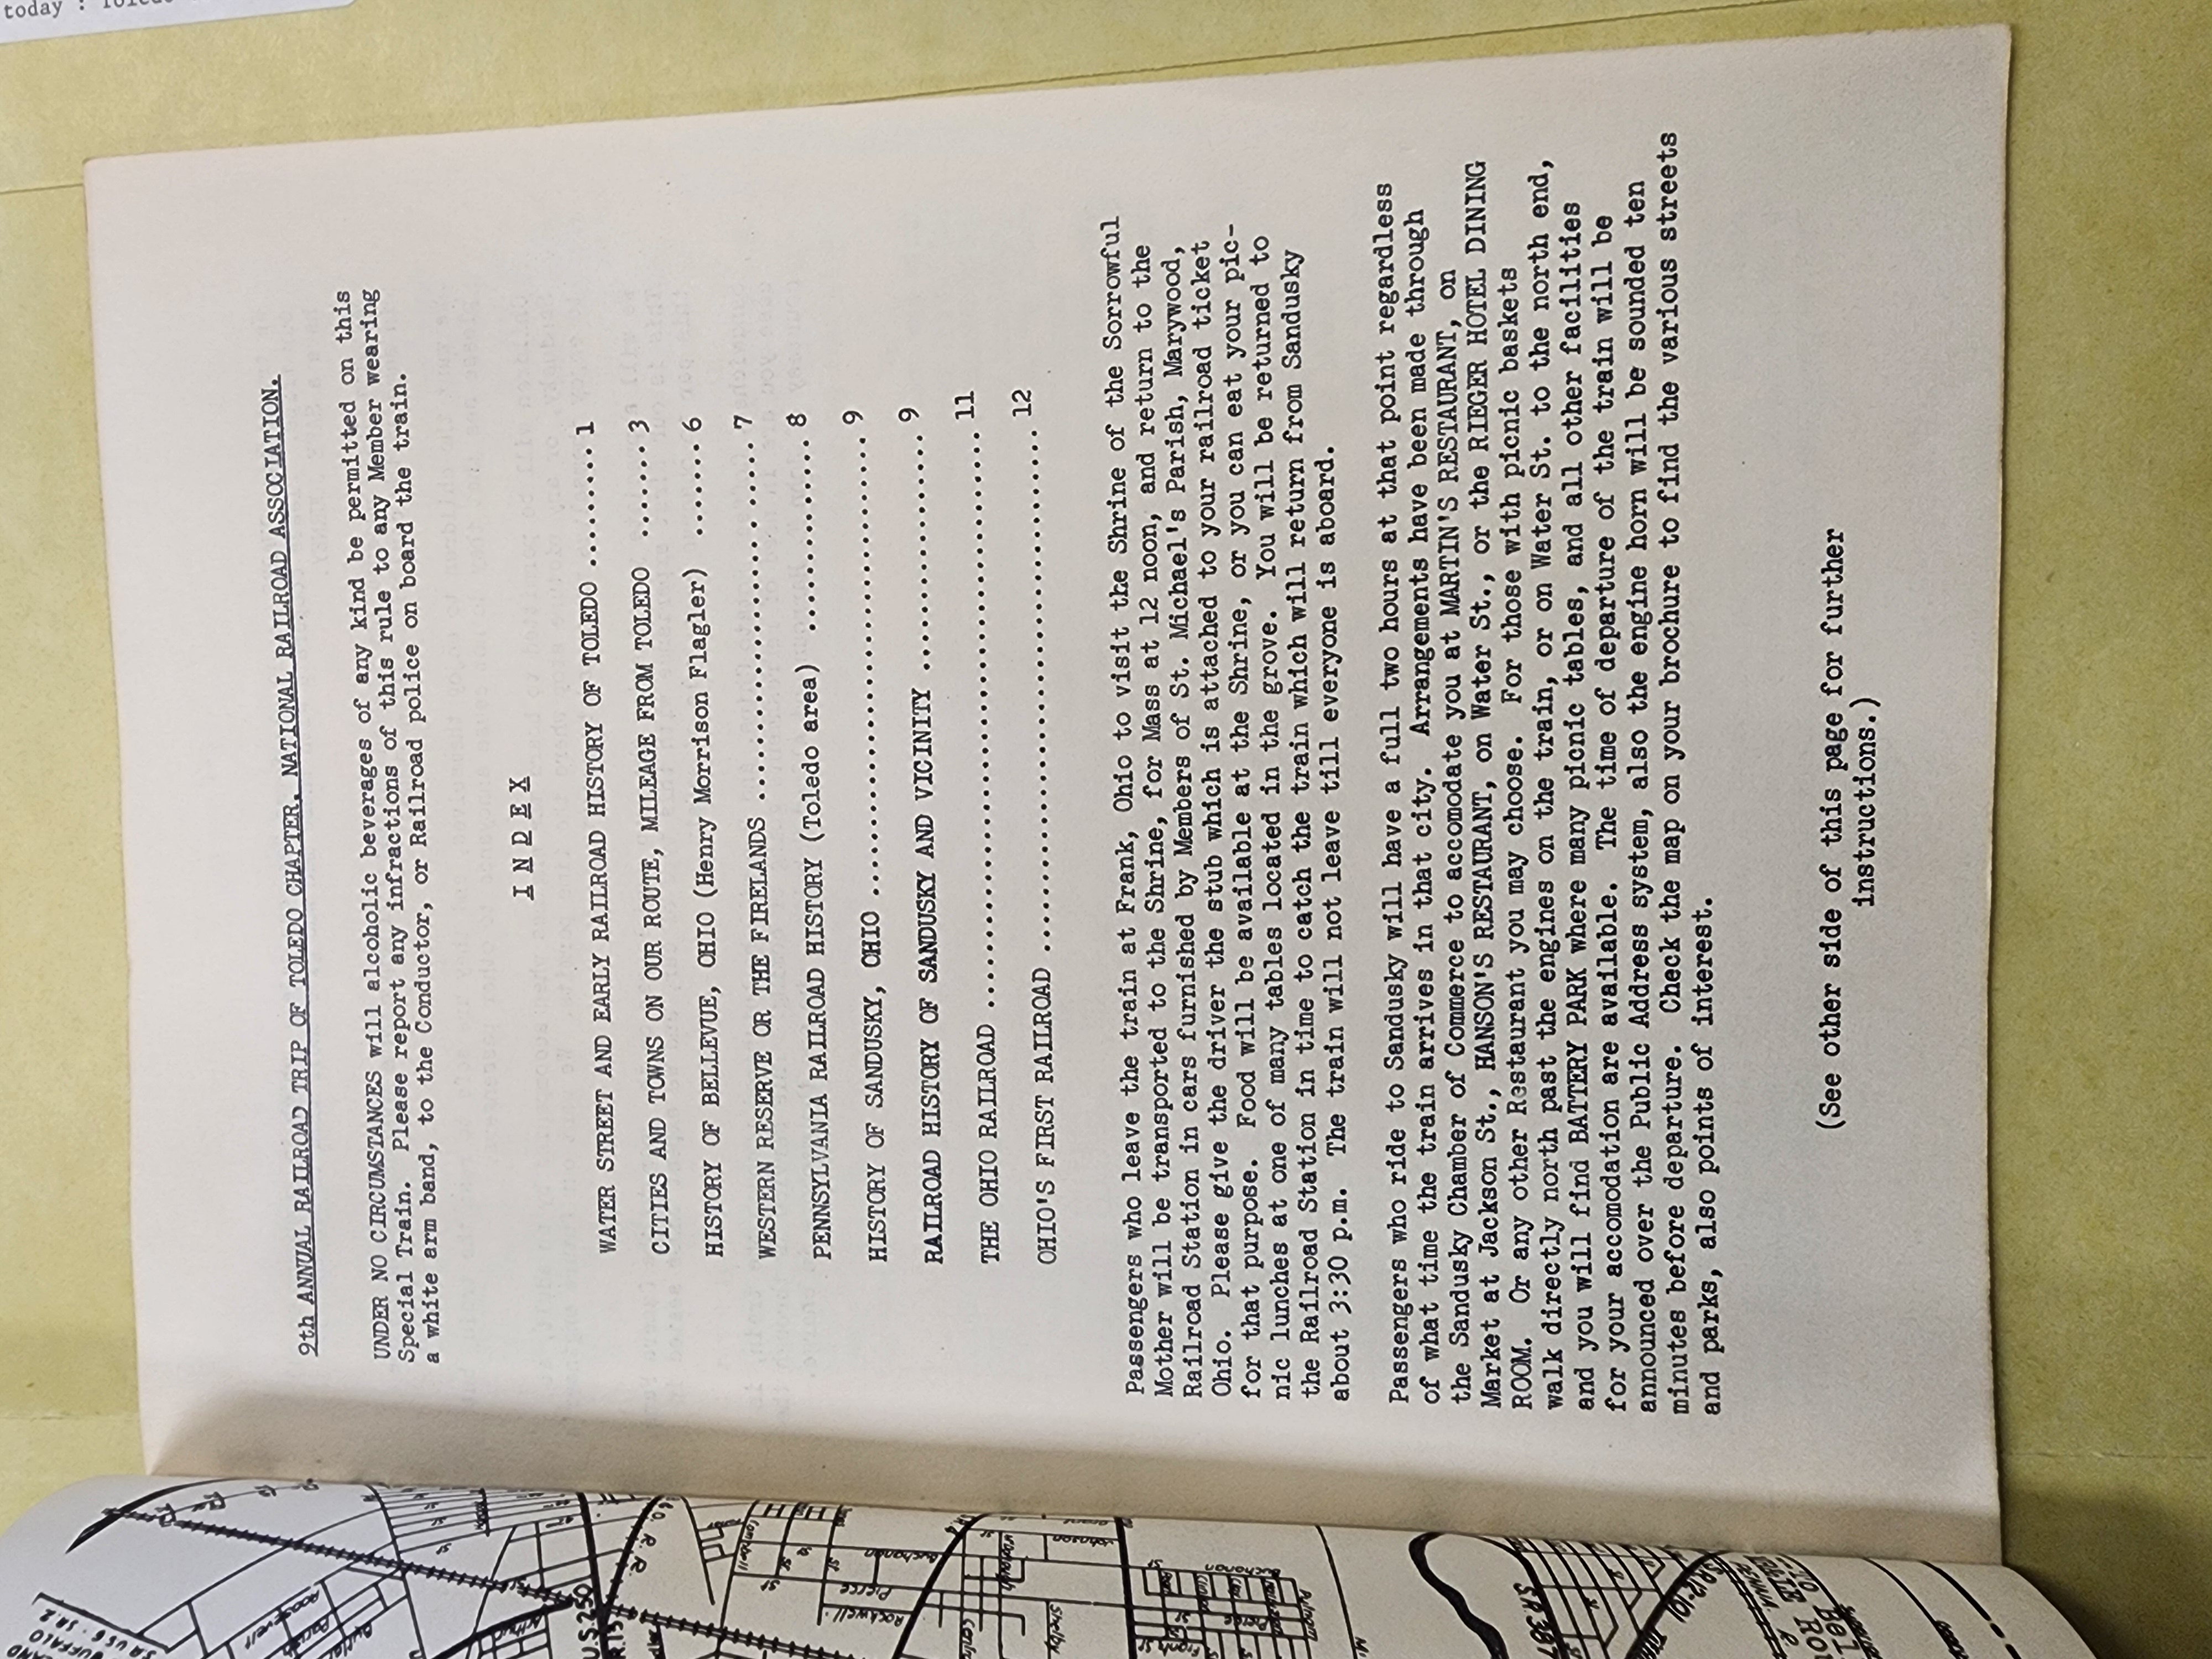 today :
9th ANNUAL RAILROAD TRIP OF TOLEDO CHAPTER, NATIONAL RAILROAD ASSOCIATION.
UNDER NO CIRCUMSTANCES will alcoholic beverages of any kind be permitted on this
Special Train.  Please report any infractions of this rule to any Member wearing
a white arm band, to the Conductor, or Railroad police on board the train.
I N D E X
WATER STREET AND EARLY RAILROAD HISTORY OF TOLEDO ......... 1
CITIES AND TOWNS ON OUR ROUTE, MILEAGE FROM TOLEDO ....... 3
HISTORY OF BELLEVUE, OHIO (Henry Morrison Flagler) ....... 6
WESTERN RESERVE OR THE FIRELANDS ........................... 7
PENNSYLVANIA RAILROAD HISTORY (Toledo area) .............. 8
HISTORY OF SANDUSKY, OHIO .................................. 9
RAILROAD HISTORY OF SANDUSKY AND VICINITY ................. 9
THE OHIO RAILROAD ......................................... 11
OHIO'S FIRST RAILROAD ..................................... 12
Passengers who leave the train at Frank, Ohio to visit the Shrine of the Sorrowful
Mother will be transported to the Shrine, for Mass at 12 noon, and return to the
Railroad Station in cars furnished by Members of St. Michael's Parish, Marywood,
Ohio.  Please give the driver the stub which is attached to your railroad ticket
for that purpose.  Food will be available at the Shrine, or you can eat your pic-
nic lunches at one of many tables located in the grove.  You will be returned to
the Railroad Station in time to catch the train which will return from Sandusky
about 3:30 p.m.  The train will not leave till everyone is aboard.
Passengers who ride to Sandusky will have a full two hours at that point regardless
of what time the train arrives in that city.  Arrangements have been made through
the Sandusky Chamber of Commerce to accomodate you at MARTIN'S RESTAURANT, on
Market at Jackson St., HANSON'S RESTAURANT, on Water St., or the RIEGER HOTEL DINING
ROOM.  Or any other Restaurant you may choose.  For those with picnic baskets
walk directly north past the engines on the train, or on Water St. to the north end,
and you will find BATTERY PARK where many picnic tables, and all other facilities
for your accomodation are available.  The time of departure of the train will be
announced over the Public Address system, also the engine horn will be sounded ten
minutes before departure.  Check the map on your brochure to find the various streets
and parks, also points of interest.
(See other side of this page for further
instructions.)
U.S. 250
Roosevelt
Buchanan
Pierce
Rockwell
Shelby
Johnson
Putnam